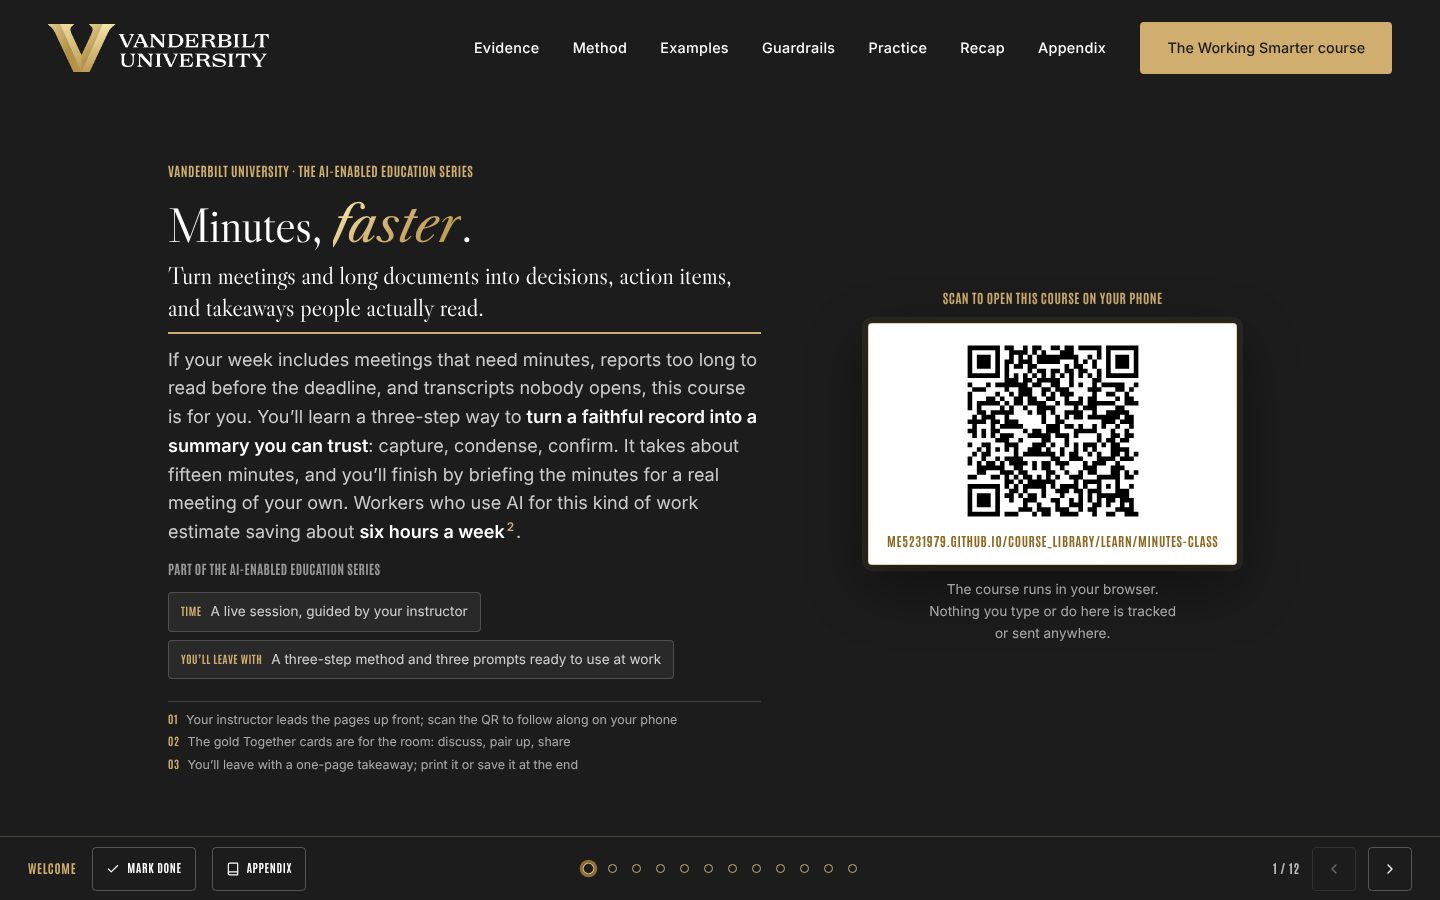 VANDERBILT
UNIVERSITY
Evidence
Method
Examples
Guardrails
Practice
Recap
Appendix
The Working Smarter course
VANDERBILT UNIVERSITY · THE AI-ENABLED EDUCATION SERIES
Minutes, faster.
Turn meetings and long documents into decisions, action items,
and takeaways people actually read.
If your week includes meetings that need minutes, reports too long to
read before the deadline, and transcripts nobody opens, this course
is for you. You’ll learn a three-step way to turn a faithful record into a
summary you can trust: capture, condense, confirm. It takes about
fifteen minutes, and you’ll finish by briefing the minutes for a real
meeting of your own. Workers who use AI for this kind of work
estimate saving about six hours a week2.
PART OF THE AI-ENABLED EDUCATION SERIES
TIME A live session, guided by your instructor
YOU’LL LEAVE WITH A three-step method and three prompts ready to use at work
01 Your instructor leads the pages up front; scan the QR to follow along on your phone
02 The gold Together cards are for the room: discuss, pair up, share
03 You’ll leave with a one-page takeaway; print it or save it at the end
SCAN TO OPEN THIS COURSE ON YOUR PHONE
ME5231979.GITHUB.IO/COURSE_LIBRARY/LEARN/MINUTES-CLASS
The course runs in your browser.
Nothing you type or do here is tracked
or sent anywhere.
WELCOME
MARK DONE
APPENDIX
1 / 12